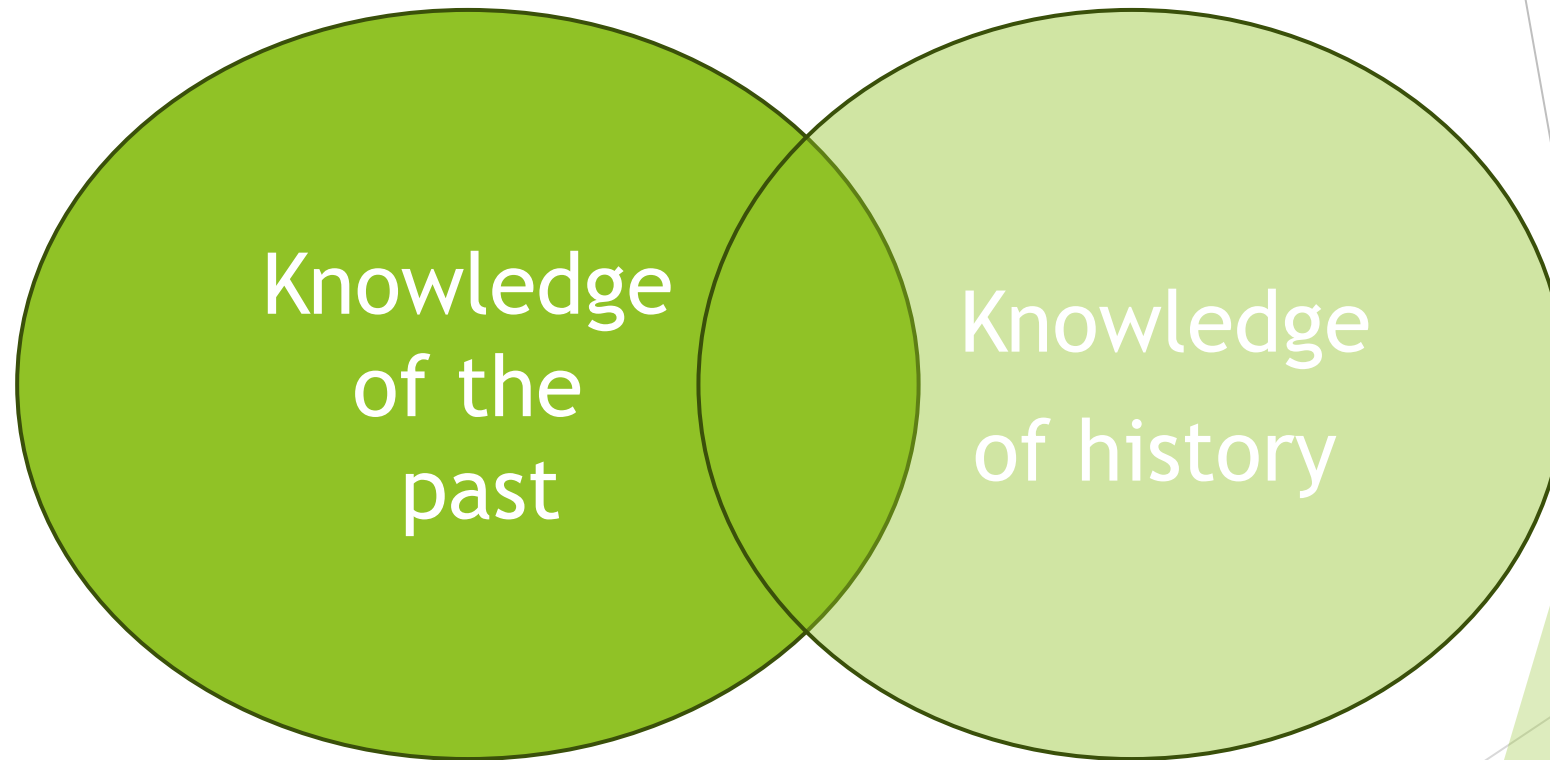 Knowledge
of the
past
Knowledge
of history